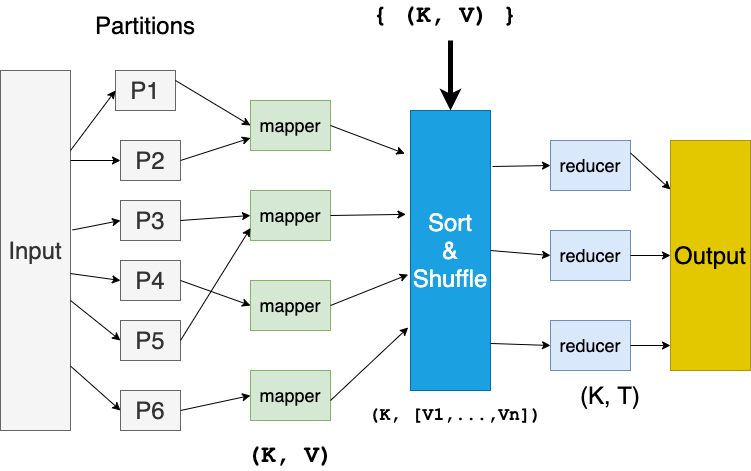 { (K, V) }
Partitions
Input
P1
P2
P3
P4
P5
P6
mapper
mapper
mapper
mapper
Sort
&
Shuffle
reducer
reducer
reducer
Output
(K, V)
(K, [V1,...,Vn])
(K, T)